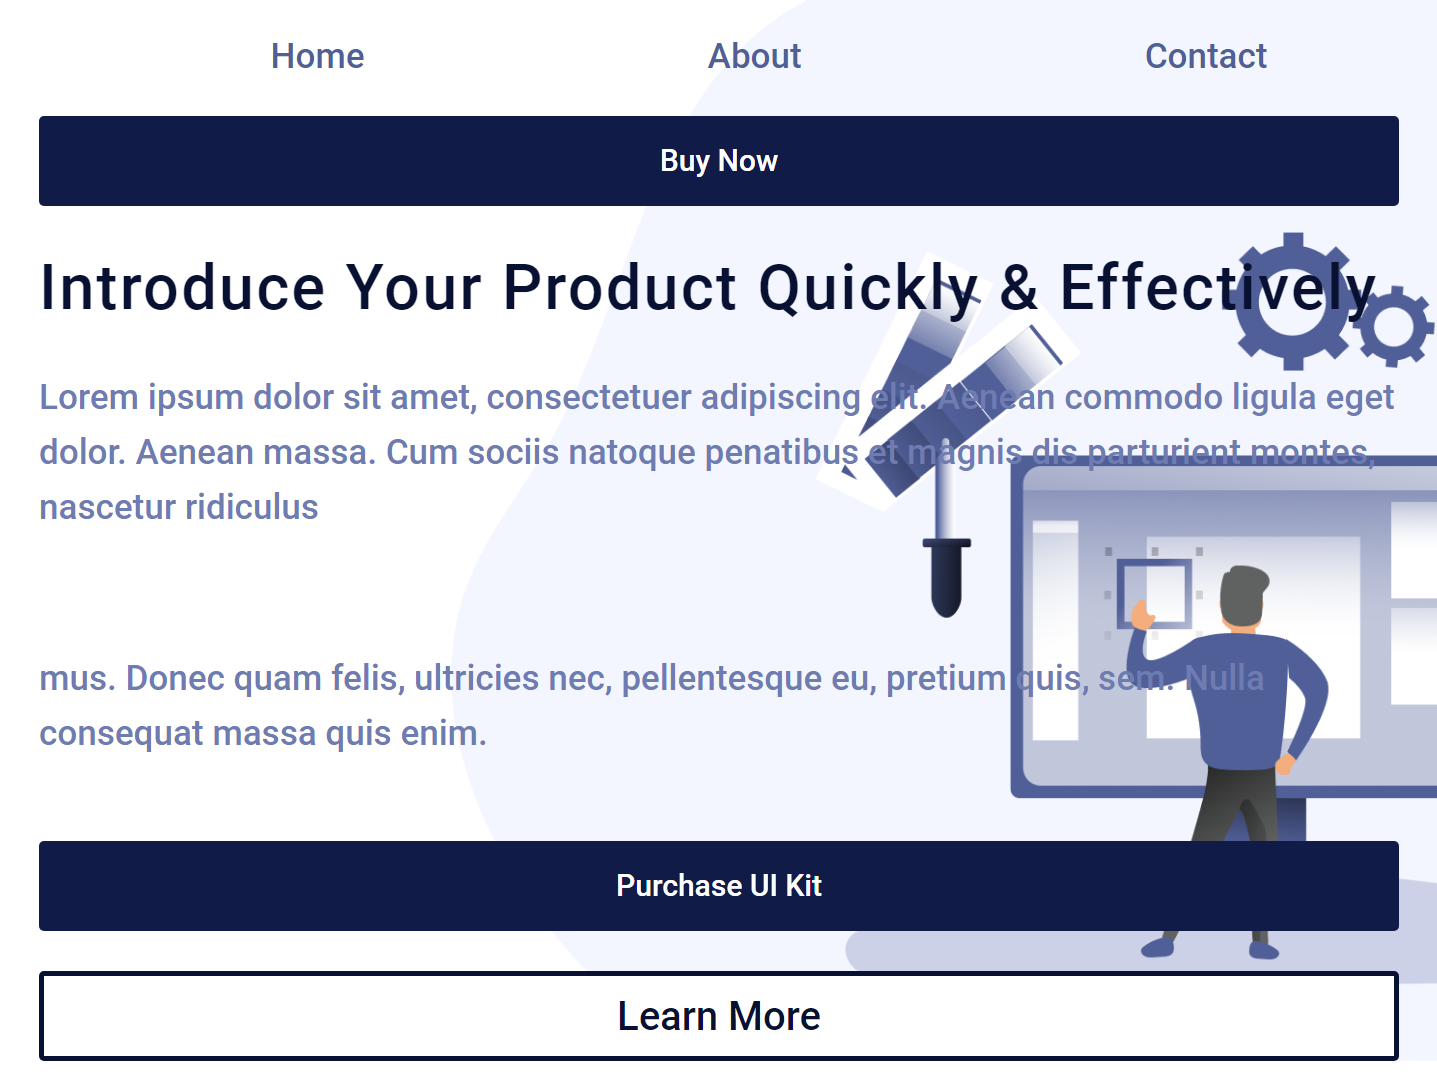 Home About Contact
Buy Now
Introduce Your Product Quickly & Effectively
Lorem ipsum dolor sit amet, consectetuer adipiscing elit. Aenean commodo ligula eget
dolor. Aenean massa. Cum sociis natoque penatibus et magnis dis parturient montes,
nascetur ridiculus
mus. Donec quam felis, ultricies nec, pellentesque eu, pretium quis, sem. Nulla
consequat massa quis enim.
Purchase UI Kit
Learn More